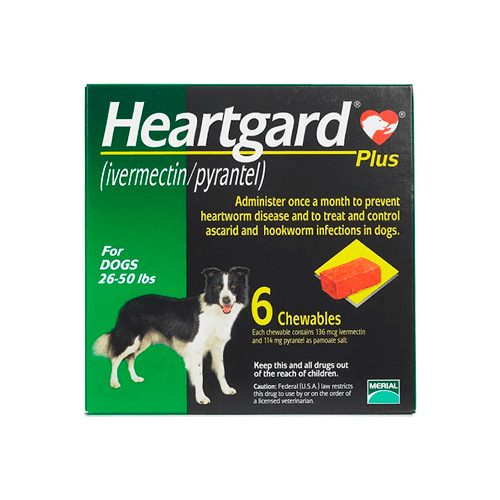 Heartgard® ®
Plus
(ivermectin/pyrantel)
Administer once a month to prevent
heartworm disease and to treat and control
ascarid and hookworm infections in dogs.
For
DOGS
26-50 lbs
6 Chewables
Each chewable contains 136 mcg ivermectin
and 114 mg pyrantel as pamoate salt.
Keep this and all drugs out
of the reach of children.
Caution: Federal (U.S.A.) law restricts
this drug to use by or on the order of
a licensed veterinarian.
MERIAL